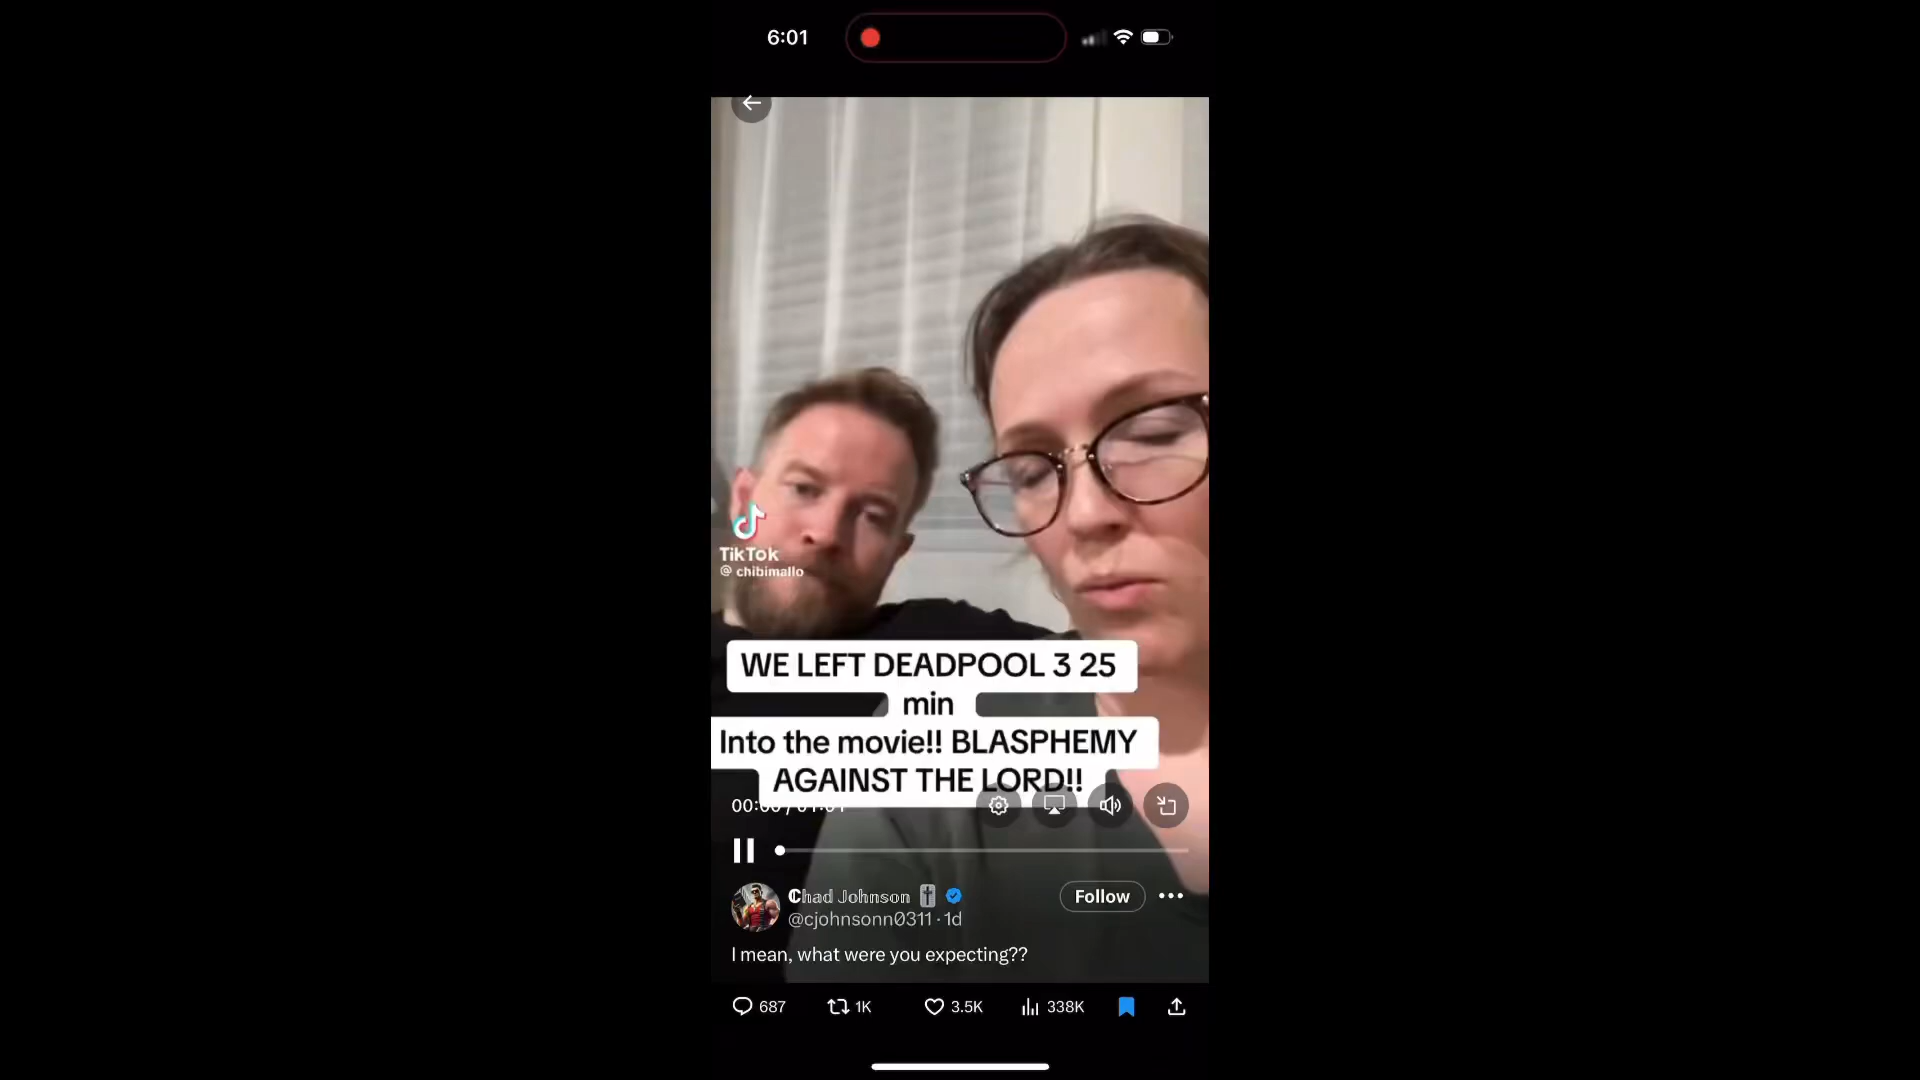 6:01
TikTok
@ chibimallo
WE LEFT DEADPOOL 3 25
min
Into the movie!! BLASPHEMY
AGAINST THE LORD!!
Chad Johnson
Follow
@cjohnsonn0311 · 1d
I mean, what were you expecting??
687
1K
3.5K
338K